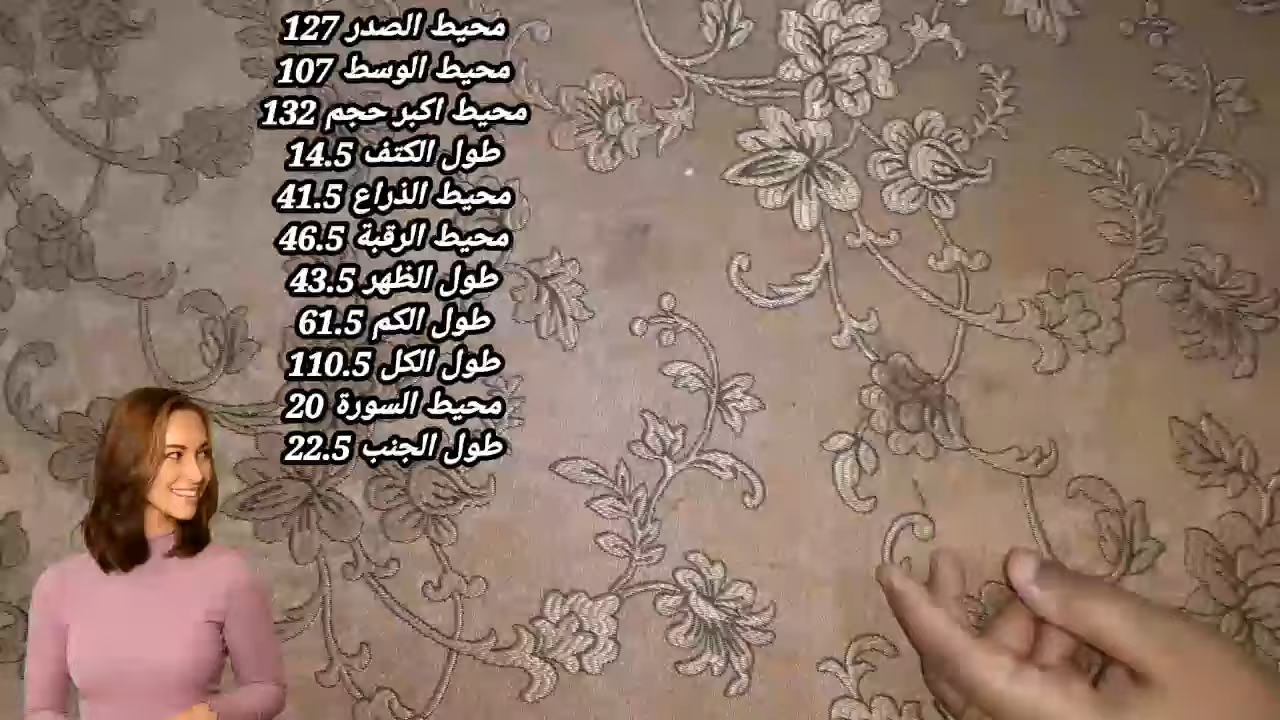 محيط الصدر 127
محيط الوسط 107
محيط اكبر حجم 132
طول الكتف 14.5
محيط الذراع 41.5
محيط الرقبة 46.5
طول الظهر 43.5
طول الكم 61.5
طول الكل 110.5
محيط السورة 20
طول الجنب 22.5